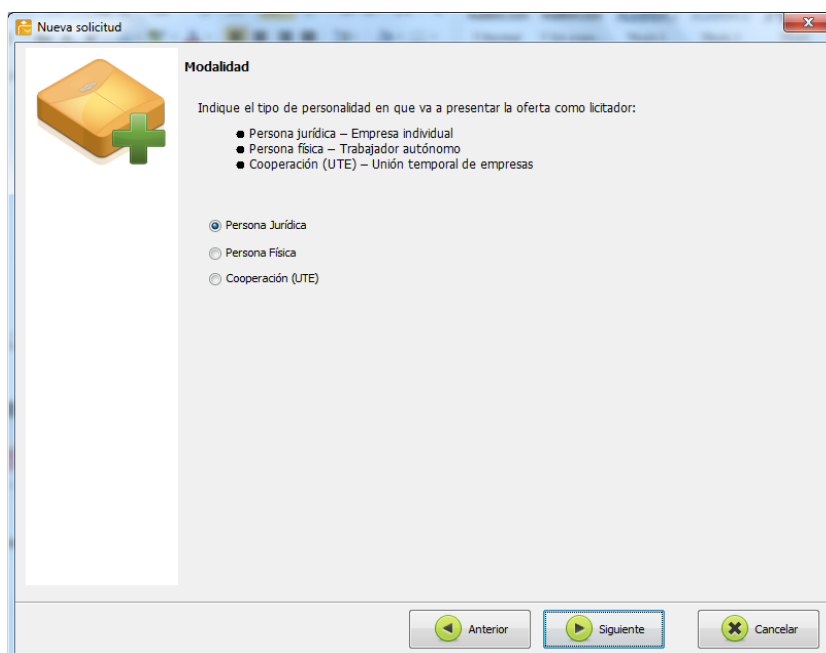 Nueva solicitud
Modalidad
Indique el tipo de personalidad en que va a presentar la oferta como licitador:
● Persona jurídica – Empresa individual
● Persona física – Trabajador autónomo
● Cooperación (UTE) – Unión temporal de empresas
Persona Jurídica
Persona Física
Cooperación (UTE)
Anterior
Siguiente
Cancelar